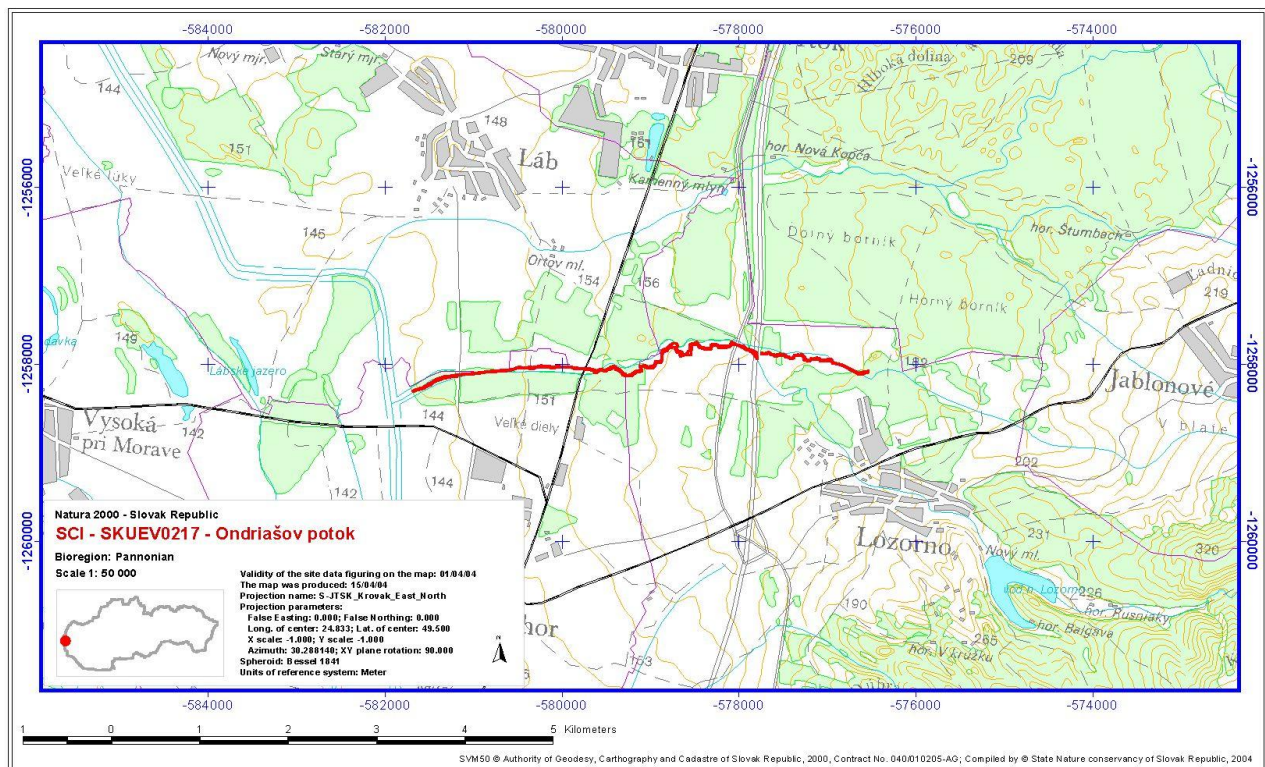 -584000 -582000 -580000 -578000 -576000 -574000
Nový mjr.
Starý mjr.
Hlboká dolina
209
144
148
151
151
Láb
hor. Nová Kopča
Veľké lúky
Kamenný mlyn
-1256000
-1256000
145
Dolný borník
hor. Štumbach
Ortov ml.
154
156
219
Horný borník
149
-1258000
-1258000
Lábske jazero
Jablonové
151
144
Veľké diely
142
Vysoká
pri Morave
V blate
202
144
142
-1260000
-1260000
Lozorno
231
320
Nový ml.
226
hor. Rusniaky
190
hor. Balgava
265
hor. V krúžku
hor
163
Natura 2000 - Slovak Republic
SCI - SKUEV0217 - Ondriašov potok
Bioregion: Pannonian
Scale 1: 50 000
Validity of the site data figuring on the map: 01/04/04
The map was produced: 15/04/04
Projection name: S-JTSK_Krovak_East_North
Projection parameters:
False Easting: 0.000; False Northing: 0.000
Long. of center: 24.833; Lat. of center: 49.500
X scale: -1.000; Y scale: -1.000
Azimuth: 30.288140; XY plane rotation: 90.000
Spheroid: Bessel 1841
Units of reference system: Meter
-584000 -582000 -580000 -578000 -576000 -574000
1 0 1 2 3 4 5 Kilometers
SVM50 © Authority of Geodesy, Carthography and Cadastre of Slovak Republic, 2000, Contract No. 040/010205-AG; Compiled by © State Nature conservancy of Slovak Republic, 2004